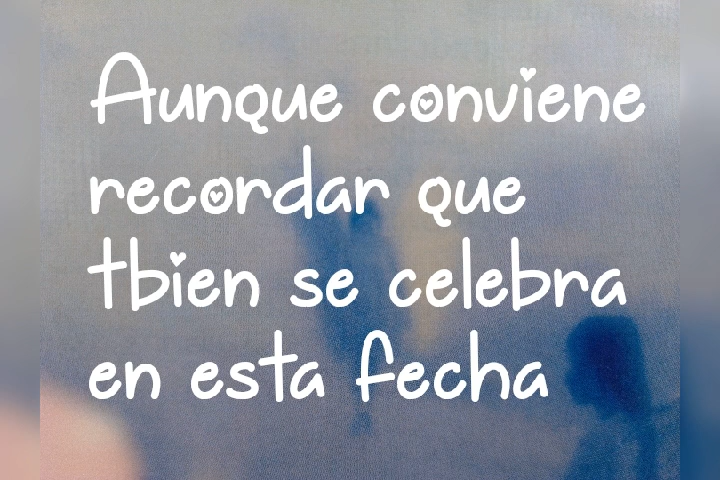 Aunque conviene
recordar que
tbien se celebra
en esta fecha